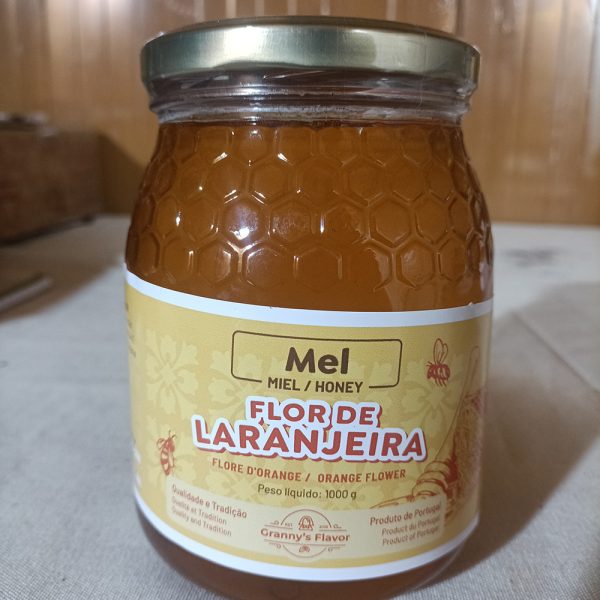 Mel
MIEL / HONEY
FLOR DE
LARANJEIRA
FLORE D'ORANGE / ORANGE FLOWER
Peso líquido: 1000 g
Qualidade e Tradição
Qualité et Tradition
Quality and Tradition
Granny's Flavor
Produto de Portugal
Product du Portugal
Product of Portugal